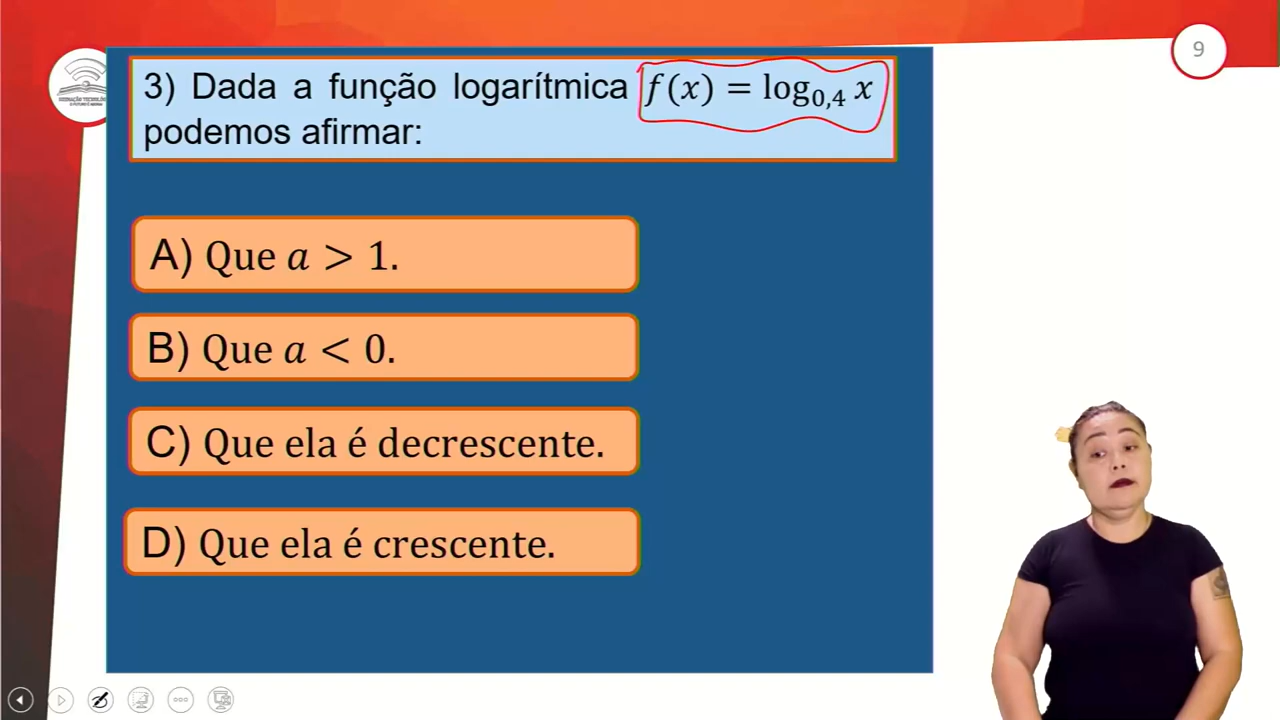 9
3) Dada a função logarítmica f(x) = log₀,₄ x
podemos afirmar:
A) Que a > 1.
B) Que a < 0.
C) Que ela é decrescente.
D) Que ela é crescente.